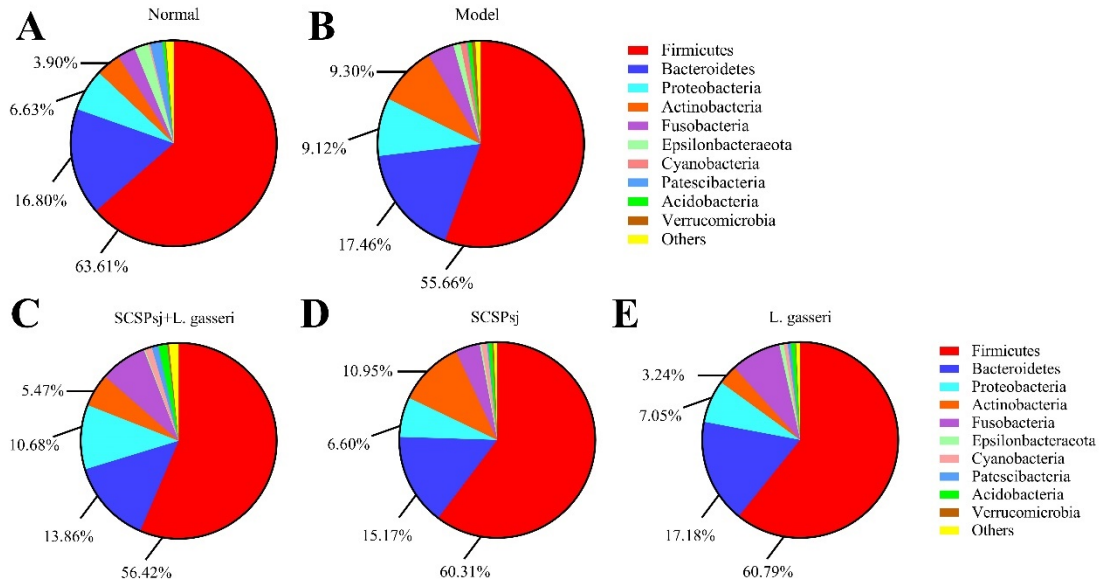 A
Normal
3.90%
6.63%
16.80%
63.61%
B
Model
9.30%
9.12%
17.46%
55.66%
Firmicutes
Bacteroidetes
Proteobacteria
Actinobacteria
Fusobacteria
Epsilonbacteraeota
Cyanobacteria
Patescibacteria
Acidobacteria
Verrucomicrobia
Others
C
SCSPsj+L. gasseri
5.47%
10.68%
13.86%
56.42%
D
SCSPsj
10.95%
6.60%
15.17%
60.31%
E
L. gasseri
3.24%
7.05%
17.18%
60.79%
Firmicutes
Bacteroidetes
Proteobacteria
Actinobacteria
Fusobacteria
Epsilonbacteraeota
Cyanobacteria
Patescibacteria
Acidobacteria
Verrucomicrobia
Others